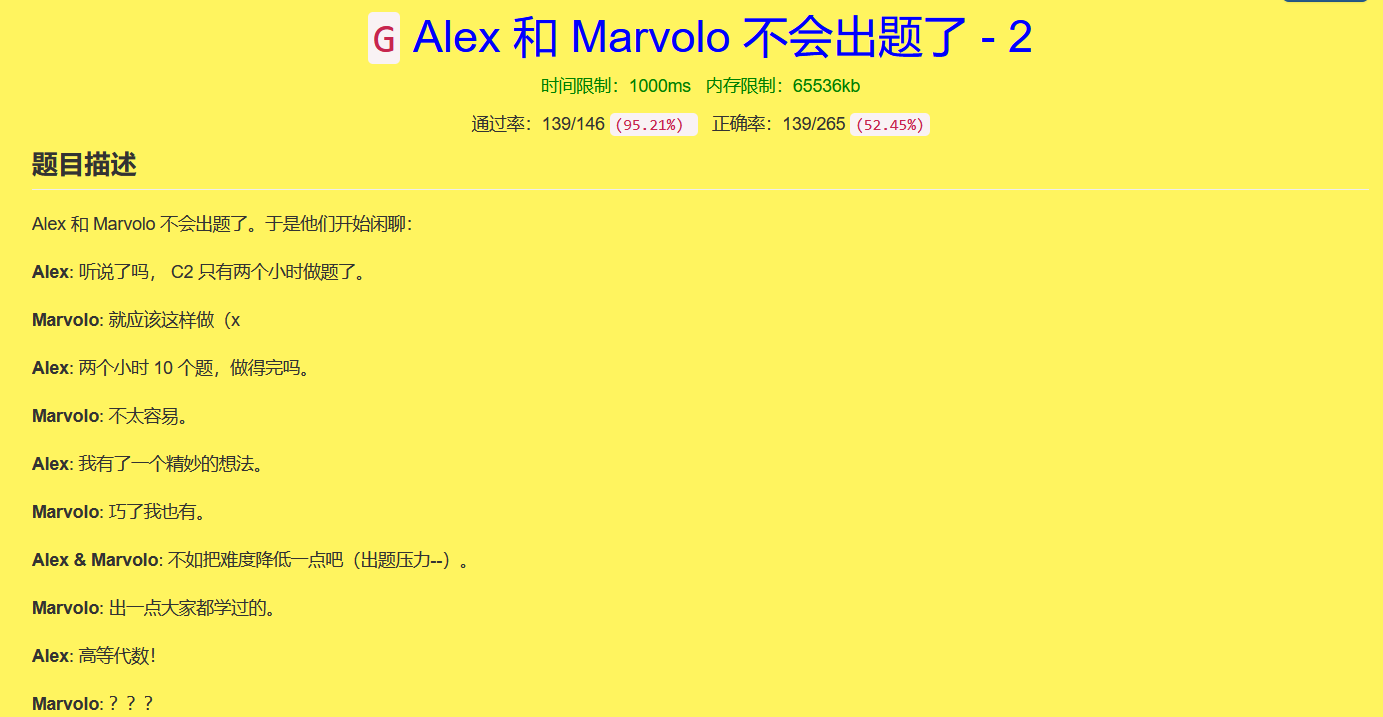 G Alex 和 Marvolo 不会出题了 - 2
时间限制：1000ms 内存限制：65536kb
通过率：139/146 (95.21%) 正确率：139/265 (52.45%)
题目描述
Alex 和 Marvolo 不会出题了。于是他们开始闲聊：
Alex: 听说了吗， C2 只有两个小时做题了。
Marvolo: 就应该这样做（x
Alex: 两个小时 10 个题，做得完吗。
Marvolo: 不太容易。
Alex: 我有了一个精妙的想法。
Marvolo: 巧了我也有。
Alex & Marvolo: 不如把难度降低一点吧（出题压力--）。
Marvolo: 出一点大家都学过的。
Alex: 高等代数！
Marvolo: ？？？